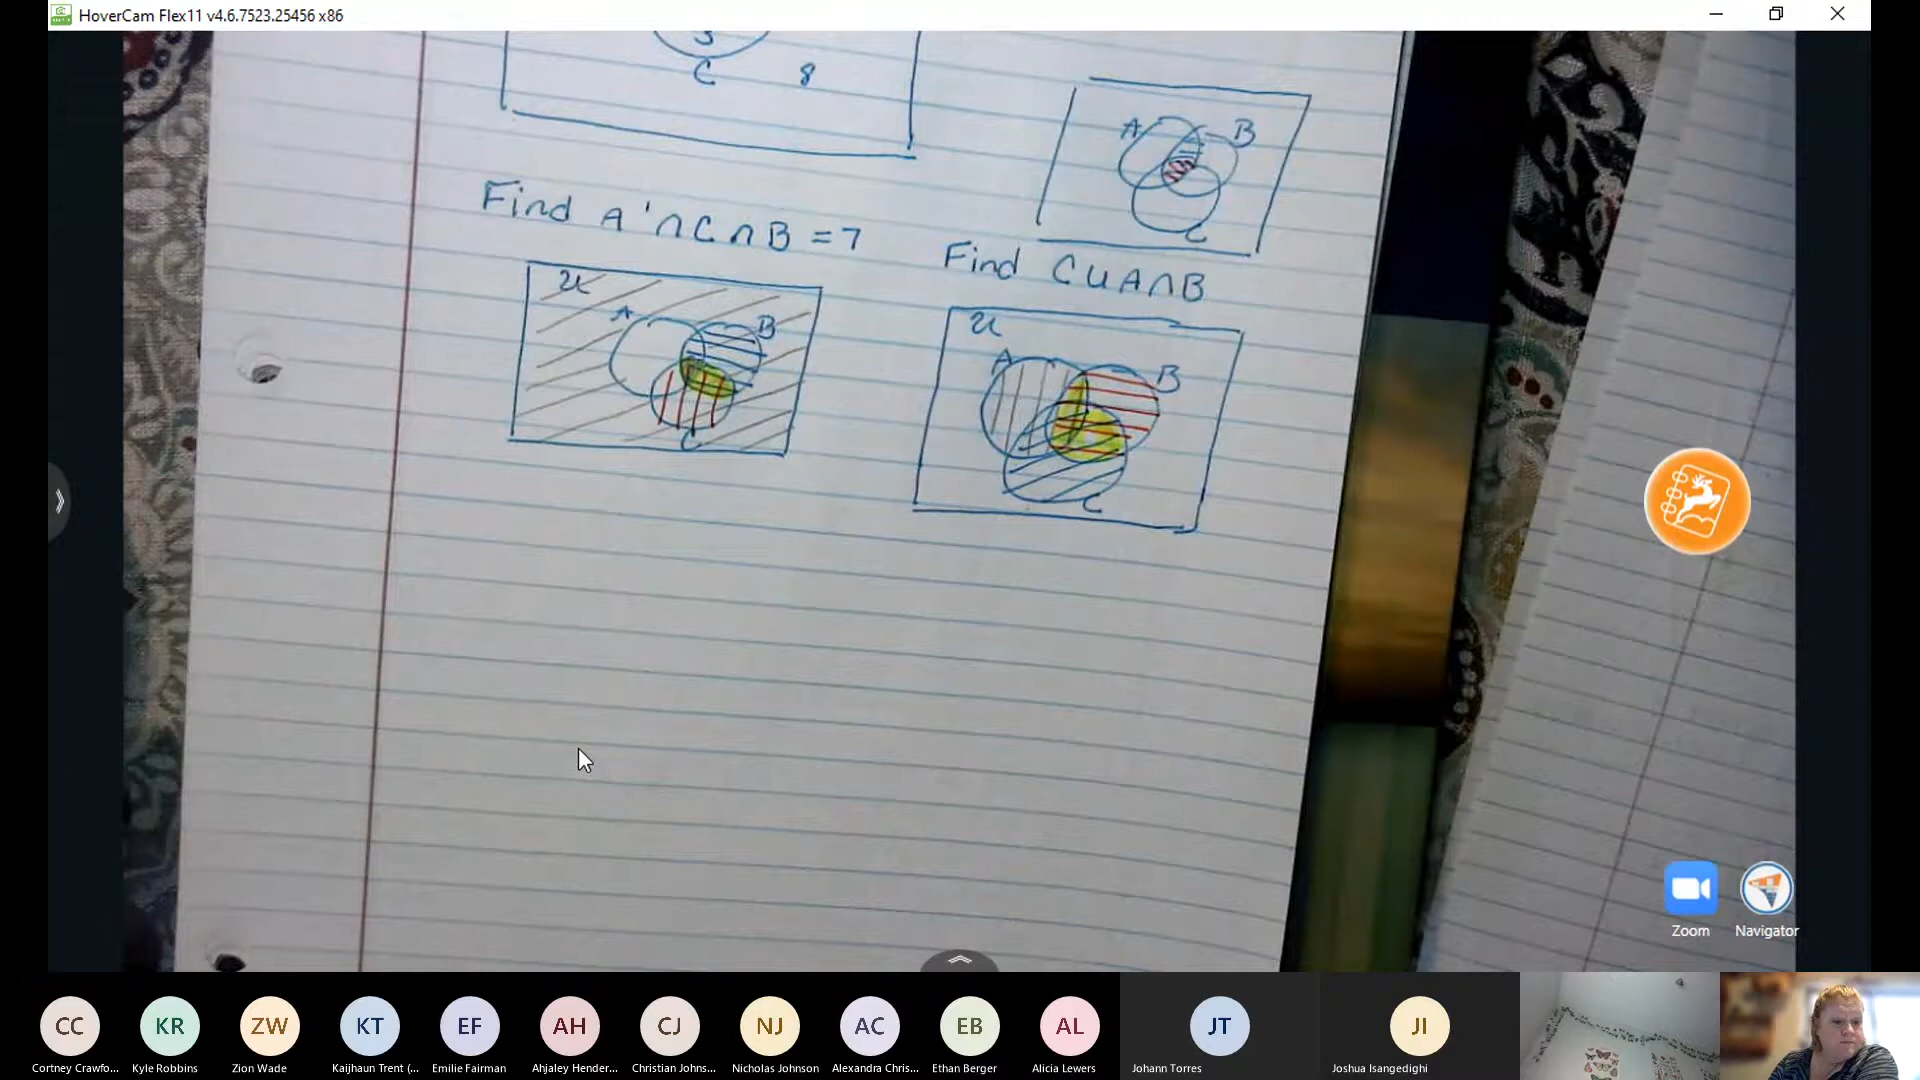 HoverCam Flex11 v4.6.7523.25456 x86
C
8
A
B
C
Find A'∩C∩B = 7
Find C∪A∩B
U
A
B
C
U
A
B
C
Zoom
Navigator
CC
KR
ZW
KT
EF
AH
CJ
NJ
AC
EB
AL
JT
JI
Cortney Crawfo...
Kyle Robbins
Zion Wade
Kaijhaun Trent (...
Emilie Fairman
Ahjaley Hender...
Christian Johns...
Nicholas Johnson
Alexandra Chris...
Ethan Berger
Alicia Lewers
Johann Torres
Joshua Isangedighi